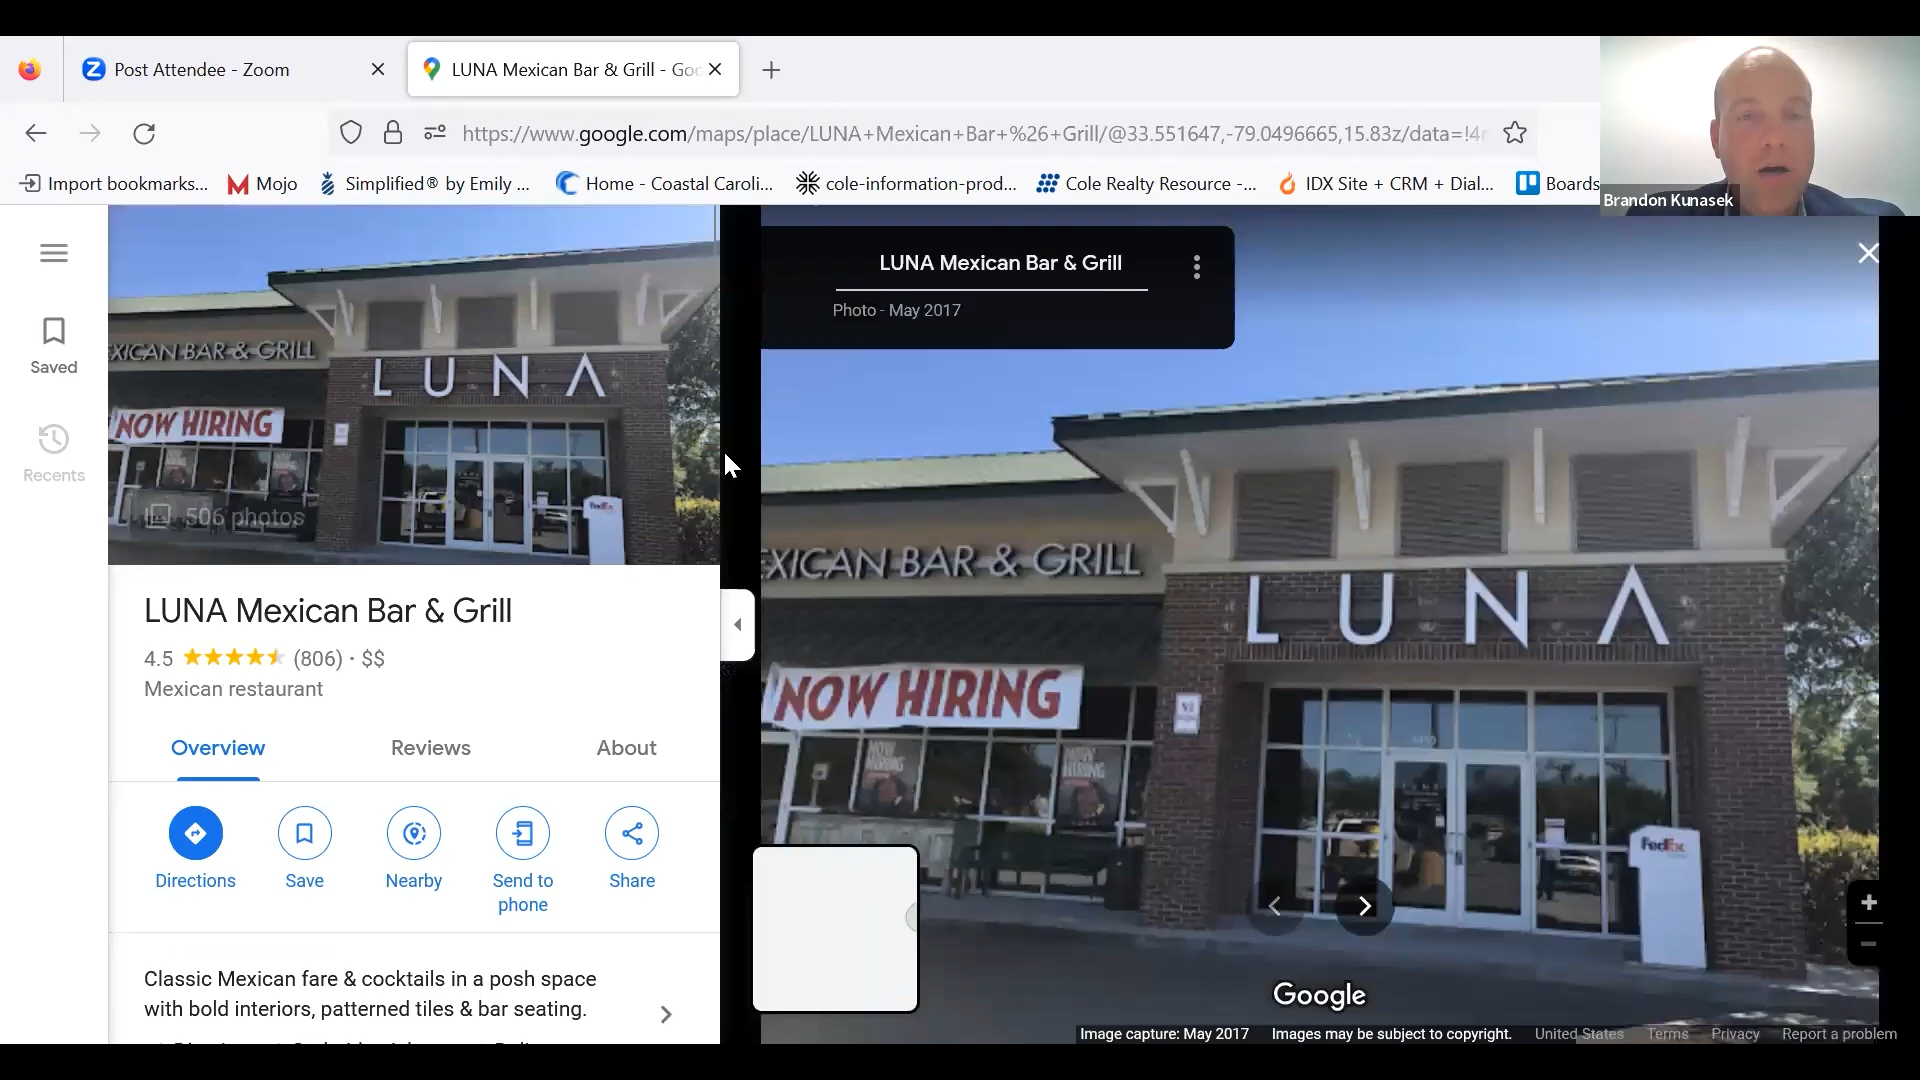 Post Attendee - Zoom
LUNA Mexican Bar & Grill - Goo
https://www.google.com/maps/place/LUNA+Mexican+Bar+%26+Grill/@33.551647,-79.0496665,15.83z/data=!4
Import bookmarks...
Mojo
Simplified® by Emily ...
Home - Coastal Caroli...
cole-information-prod...
Cole Realty Resource -...
IDX Site + CRM + Dial...
Boards
Brandon Kunasek
Saved
Recents
XICAN BAR & GRILL
LUNA
NOW HIRING
FedEx
506 photos
LUNA Mexican Bar & Grill
4.5 (806) · $$
Mexican restaurant
Overview
Reviews
About
Directions
Save
Nearby
Send to
phone
Share
Classic Mexican fare & cocktails in a posh space
with bold interiors, patterned tiles & bar seating.
LUNA Mexican Bar & Grill
Photo - May 2017
EXICAN BAR & GRILL
LUNA
NOW HIRING
NOW
HIRING
NOW
HIRING
FedEx
Google
Image capture: May 2017
Images may be subject to copyright.
United States
Terms
Privacy
Report a problem